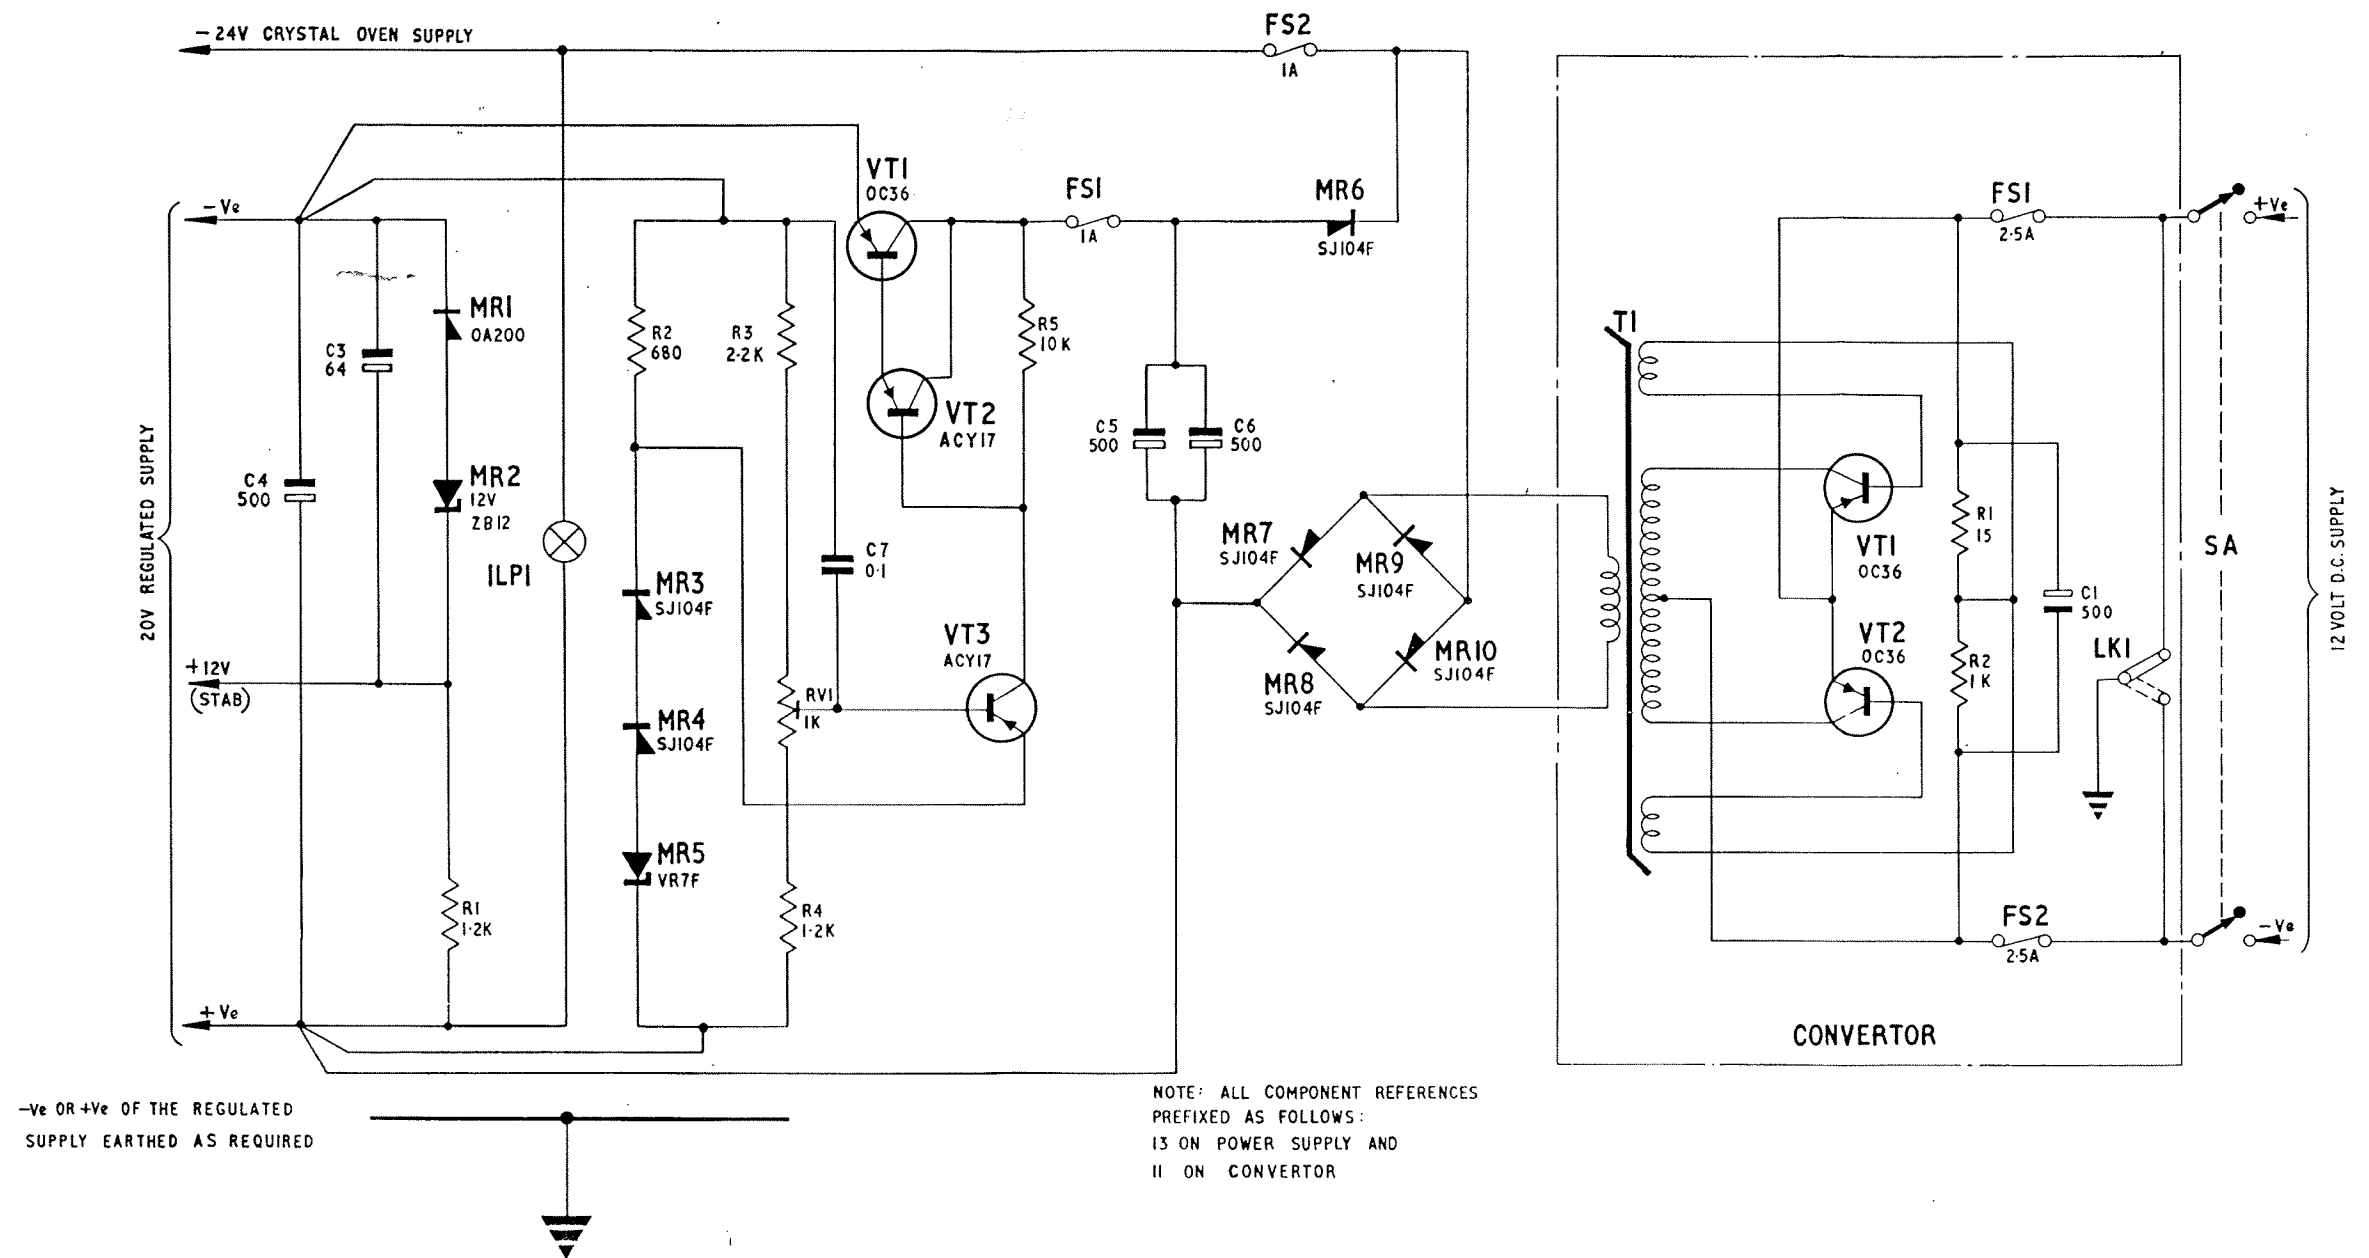 FS2
1A
-24V CRYSTAL OVEN SUPPLY
VT1
OC36
FS1
1A
MR6
SJ104F
-Ve
MR1
OA200
C3
64
R2
680
R3
2·2K
R5
10K
VT2
ACY17
C5
500
C6
500
20V REGULATED SUPPLY
C4
500
MR2
12V
ZB12
ILP1
MR3
SJ104F
C7
0·1
MR7
SJ104F
MR9
SJ104F
VT3
ACY17
MR8
SJ104F
MR10
SJ104F
+12V
(STAB)
MR4
SJ104F
RV1
1K
MR5
VR7F
R1
1·2K
R4
1·2K
+Ve
T1
FS1
2·5A
+Ve
VT1
OC36
R1
15
SA
12 VOLT D.C. SUPPLY
C1
500
VT2
OC36
R2
1K
LK1
FS2
2·5A
-Ve
CONVERTOR
-Ve OR +Ve OF THE REGULATED
SUPPLY EARTHED AS REQUIRED
NOTE: ALL COMPONENT REFERENCES
PREFIXED AS FOLLOWS:
13 ON POWER SUPPLY AND
11 ON CONVERTOR